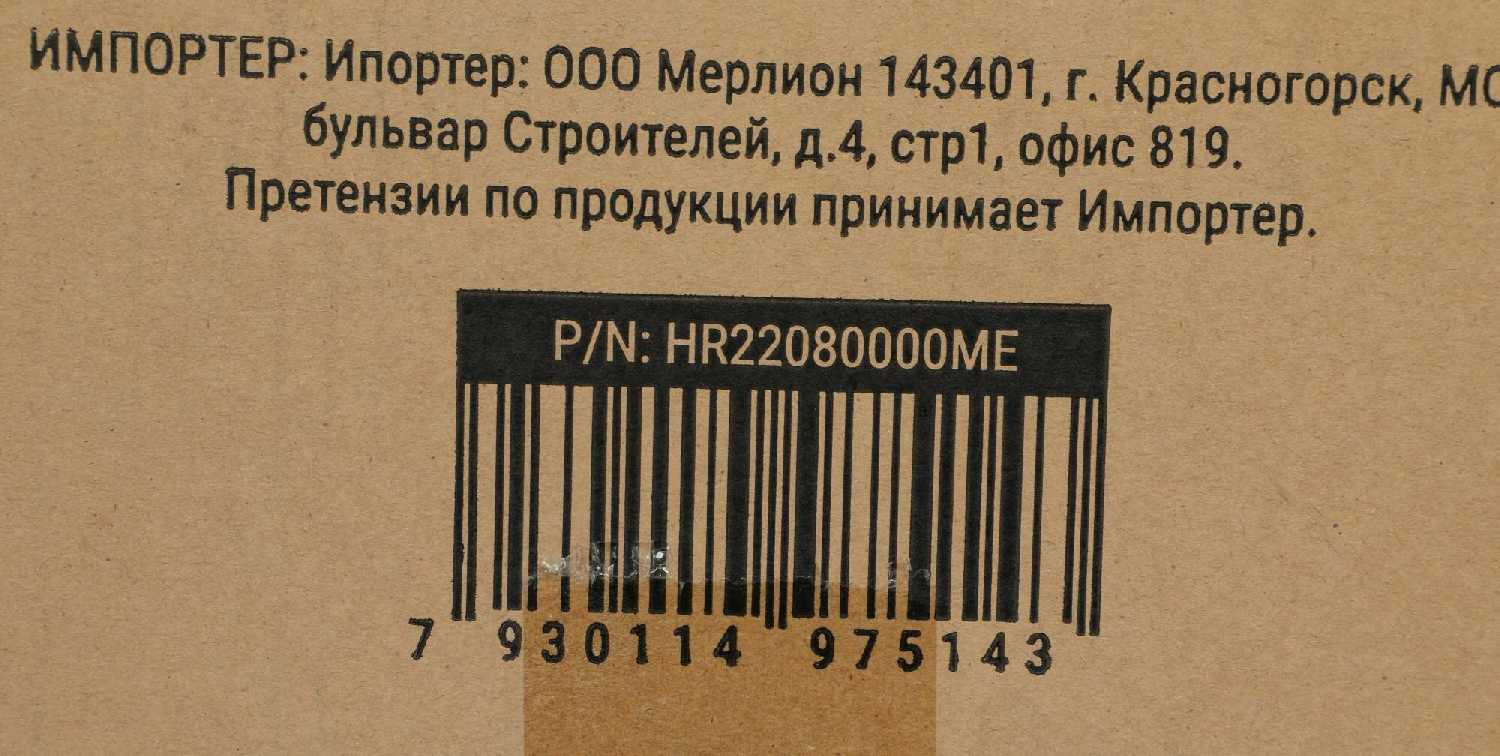 ИМПОРТЕР: Ипортер: ООО Мерлион 143401, г. Красногорск, МО
бульвар Строителей, д.4, стр1, офис 819.
Претензии по продукции принимает Импортер.
P/N: HR22080000ME
7 930114 975143